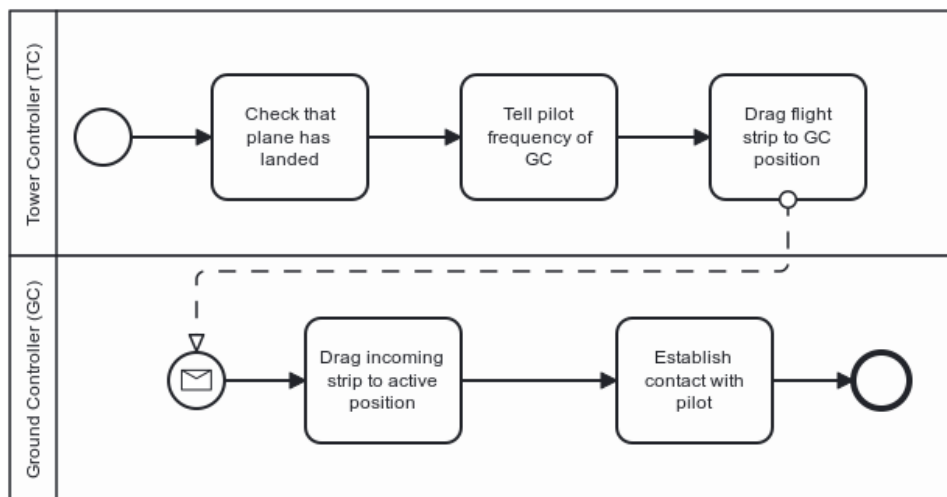 Tower Controller (TC)
Check that
plane has
landed
Tell pilot
frequency of
GC
Drag flight
strip to GC
position
Ground Controller (GC)
Drag incoming
strip to active
position
Establish
contact with
pilot